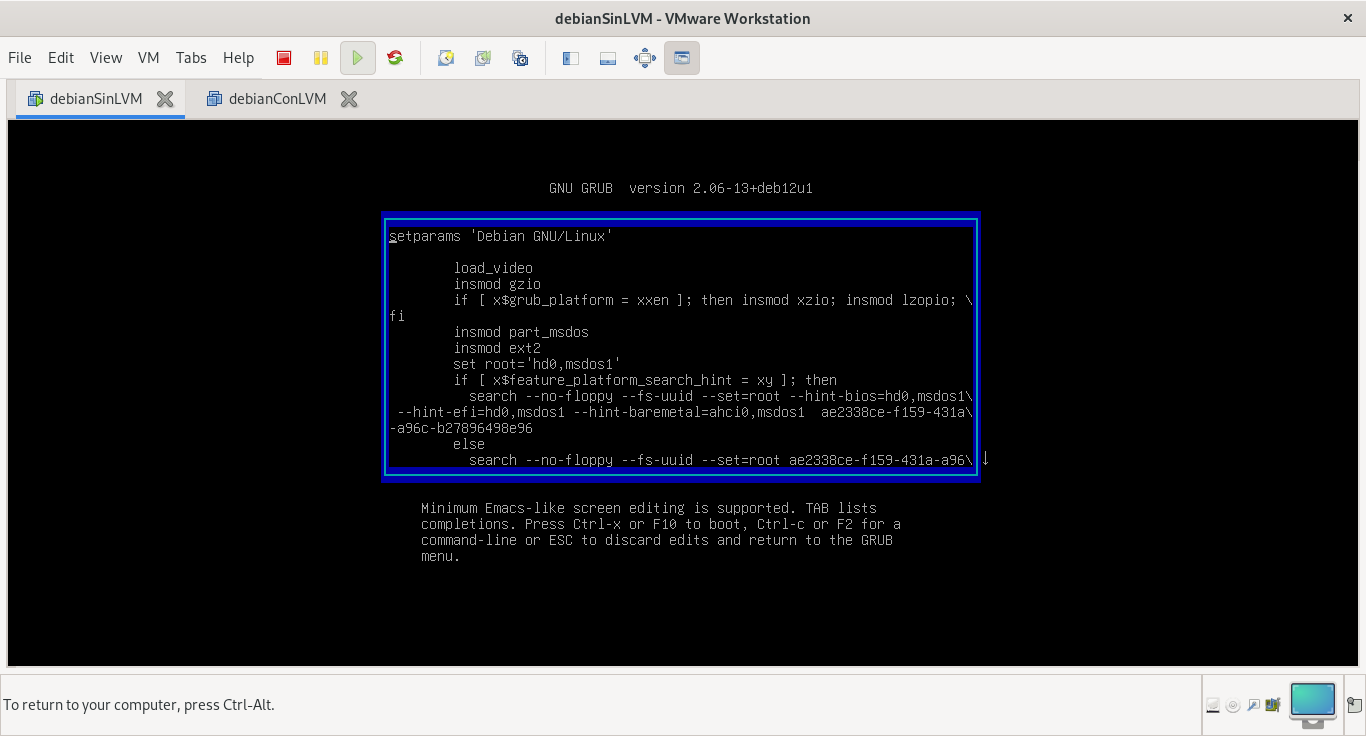 debianSinLVM - VMware Workstation
File Edit View VM Tabs Help
debianSinLVM debianConLVM
GNU GRUB  version 2.06-13+deb12u1
setparams 'Debian GNU/Linux'
load_video
insmod gzio
if [ x$grub_platform = xxen ]; then insmod xzio; insmod lzopio; \
fi
insmod part_msdos
insmod ext2
set root='hd0,msdos1'
if [ x$feature_platform_search_hint = xy ]; then
search --no-floppy --fs-uuid --set=root --hint-bios=hd0,msdos1\
--hint-efi=hd0,msdos1 --hint-baremetal=ahci0,msdos1  ae2338ce-f159-431a\
-a96c-b27896498e96
else
search --no-floppy --fs-uuid --set=root ae2338ce-f159-431a-a96\
Minimum Emacs-like screen editing is supported. TAB lists
completions. Press Ctrl-x or F10 to boot, Ctrl-c or F2 for a
command-line or ESC to discard edits and return to the GRUB
menu.
To return to your computer, press Ctrl-Alt.